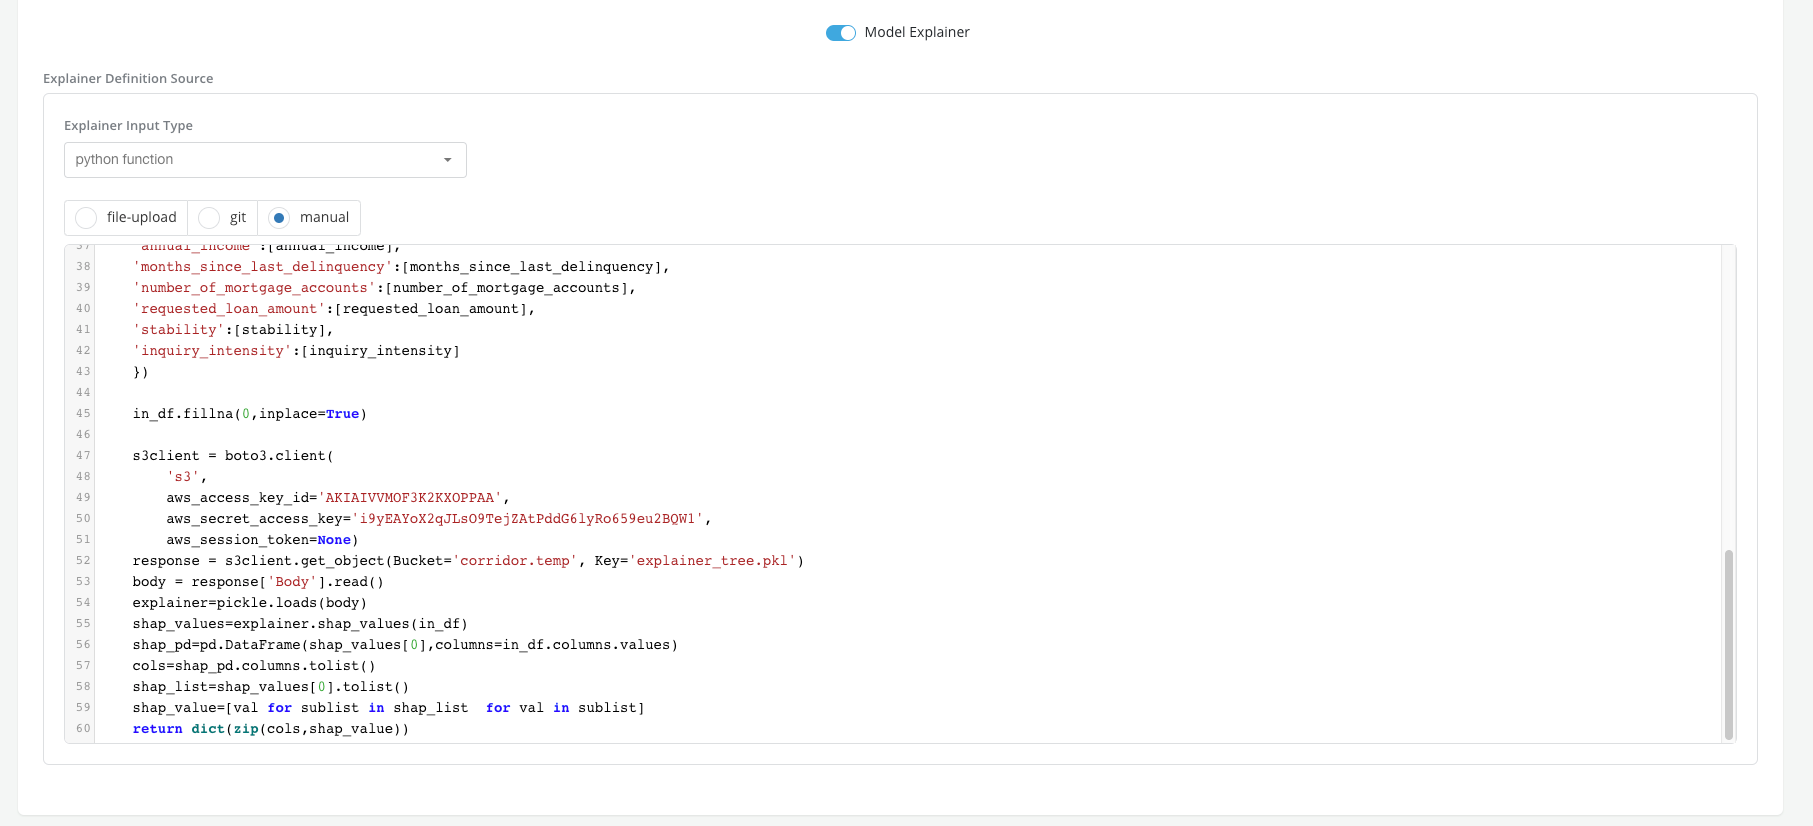 Model Explainer
Explainer Definition Source
Explainer Input Type
python function
file-upload git manual
37 'annual_income':[annual_income],
38 'months_since_last_delinquency':[months_since_last_delinquency],
39 'number_of_mortgage_accounts':[number_of_mortgage_accounts],
40 'requested_loan_amount':[requested_loan_amount],
41 'stability':[stability],
42 'inquiry_intensity':[inquiry_intensity]
43 })
44
45 in_df.fillna(0,inplace=True)
46
47 s3client = boto3.client(
48 's3',
49 aws_access_key_id='AKIAIVVMOF3K2KXOPPAA',
50 aws_secret_access_key='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',
51 aws_session_token=None)
52 response = s3client.get_object(Bucket='corridor.temp', Key='explainer_tree.pkl')
53 body = response['Body'].read()
54 explainer=pickle.loads(body)
55 shap_values=explainer.shap_values(in_df)
56 shap_pd=pd.DataFrame(shap_values[0],columns=in_df.columns.values)
57 cols=shap_pd.columns.tolist()
58 shap_list=shap_values[0].tolist()
59 shap_value=[val for sublist in shap_list  for val in sublist]
60 return dict(zip(cols,shap_value))